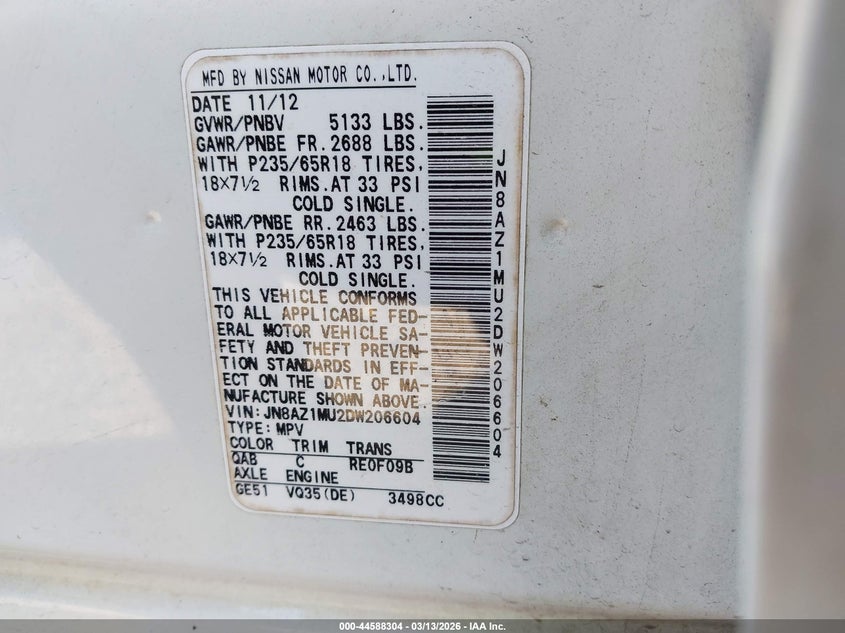 MFD BY NISSAN MOTOR CO.,LTD.
DATE 11/12
GVWR/PNBV 5133 LBS.
GAWR/PNBE FR. 2688 LBS.
WITH P235/65R18 TIRES,
18×7½ RIMS.AT 33 PSI
COLD SINGLE.
GAWR/PNBE RR. 2463 LBS.
WITH P235/65R18 TIRES,
18×7½ RIMS.AT 33 PSI
COLD SINGLE.
THIS VEHICLE CONFORMS
TO ALL APPLICABLE FED-
ERAL MOTOR VEHICLE SA-
FETY AND THEFT PREVEN-
TION STANDARDS IN EFF-
ECT ON THE DATE OF MA-
NUFACTURE SHOWN ABOVE.
VIN: JN8AZ1MU2DW206604
TYPE: MPV
COLOR TRIM TRANS
QAB C RE0F09B
AXLE ENGINE
GE51 VQ35(DE) 3498CC
JN8AZ1MU2DW206604
000-44588304 - 03/13/2026 - IAA Inc.